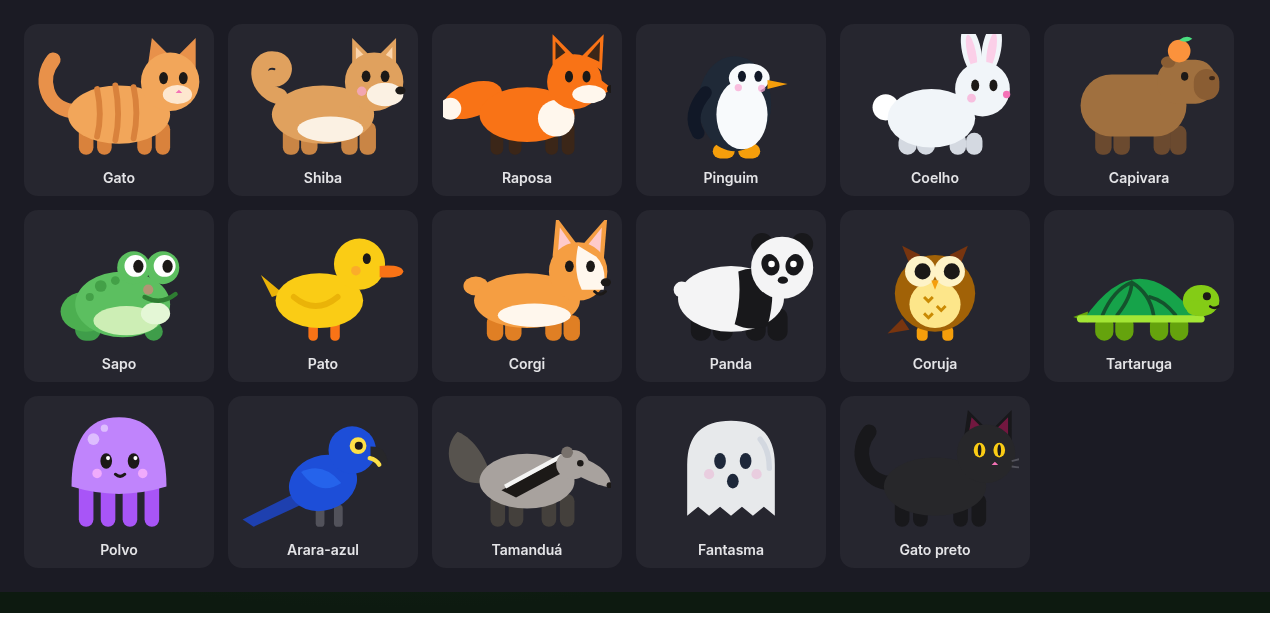 Gato
Shiba
Raposa
Pinguim
Coelho
Capivara
Sapo
Pato
Corgi
Panda
Coruja
Tartaruga
Polvo
Arara-azul
Tamanduá
Fantasma
Gato preto